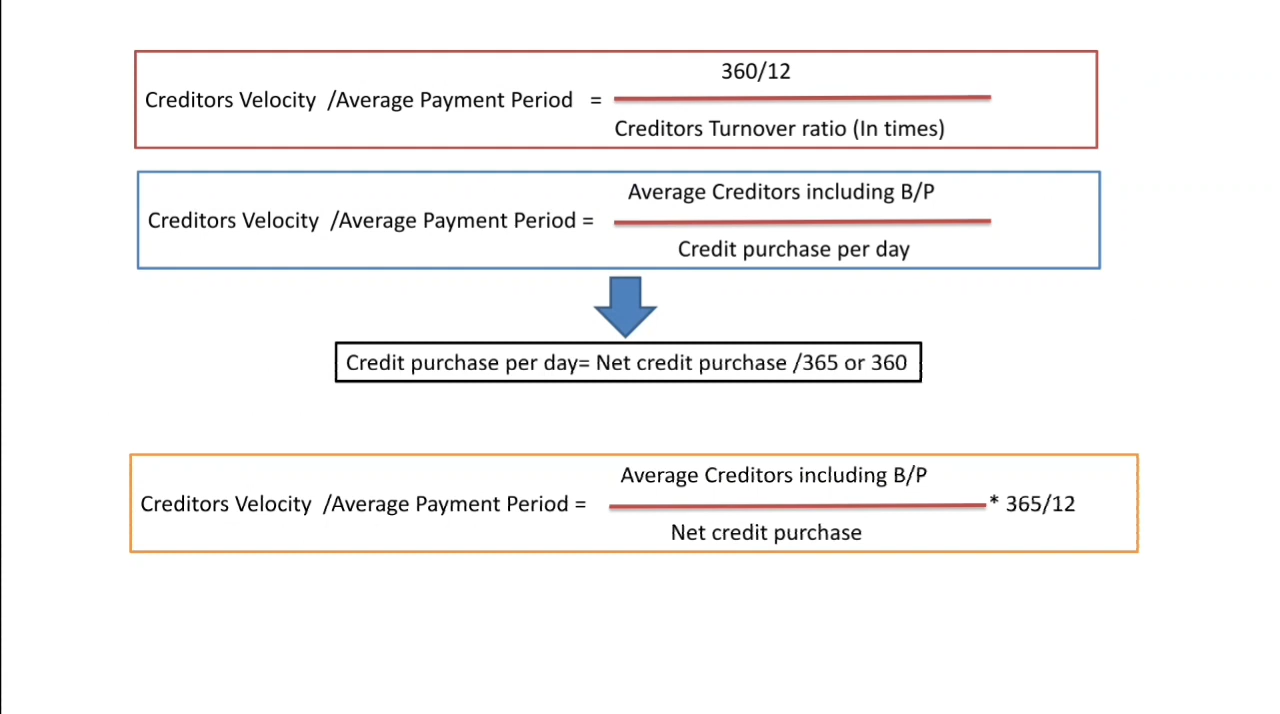 360/12
Creditors Velocity /Average Payment Period =
Creditors Turnover ratio (In times)
Average Creditors including B/P
Creditors Velocity /Average Payment Period =
Credit purchase per day
Credit purchase per day= Net credit purchase /365 or 360
Average Creditors including B/P
Creditors Velocity /Average Payment Period = * 365/12
Net credit purchase